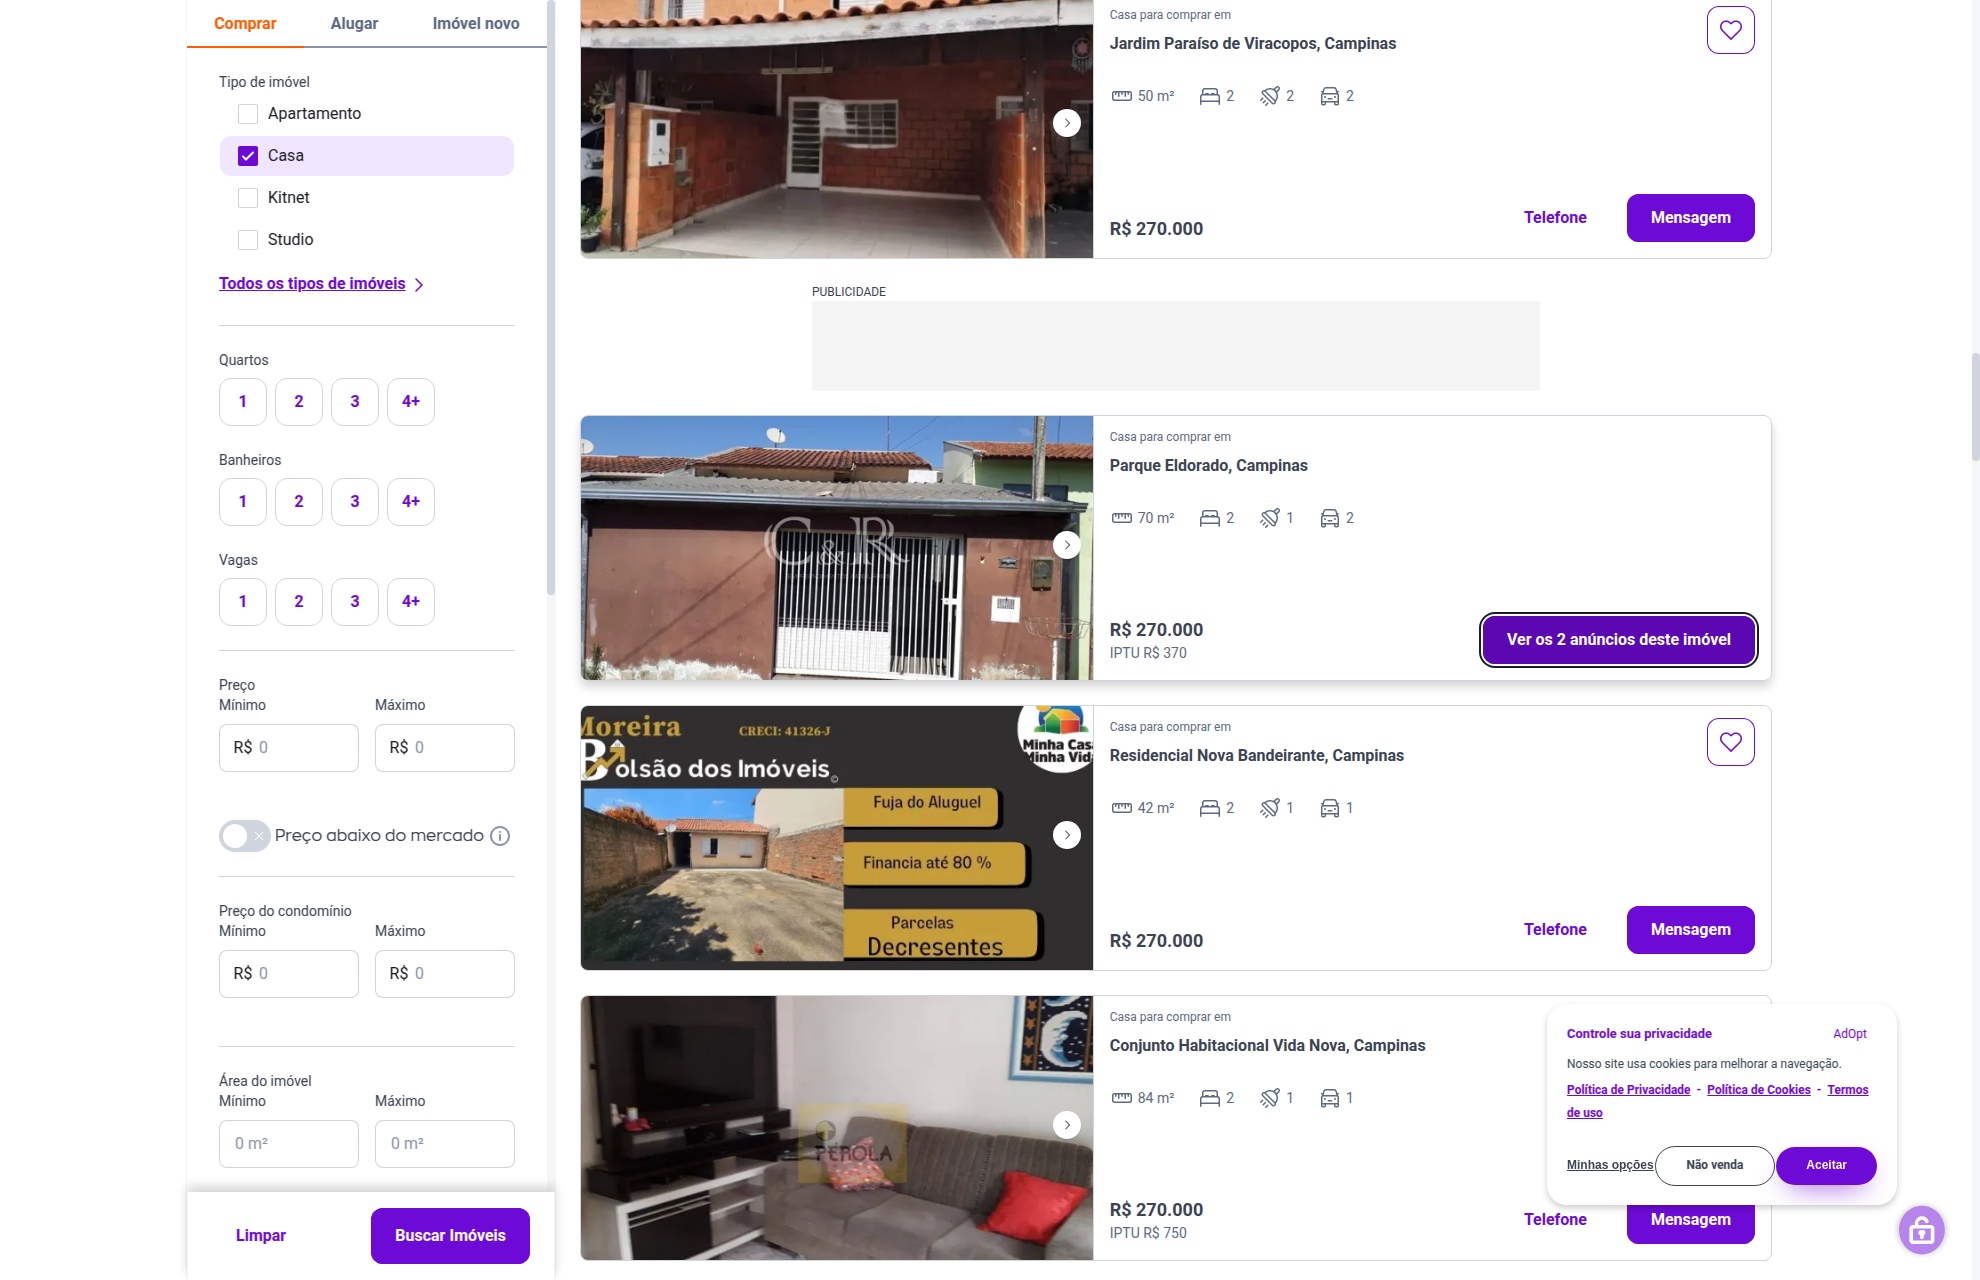 Comprar
Alugar
Imóvel novo
Tipo de imóvel
Apartamento
Casa
Kitnet
Studio
Todos os tipos de imóveis
Quartos
1
2
3
4+
Banheiros
1
2
3
4+
Vagas
1
2
3
4+
Preço
Mínimo
Máximo
R$ 0
R$ 0
Preço abaixo do mercado
Preço do condomínio
Mínimo
Máximo
R$ 0
R$ 0
Área do imóvel
Mínimo
Máximo
0 m²
0 m²
Limpar
Buscar Imóveis
Casa para comprar em
Jardim Paraíso de Viracopos, Campinas
50 m²
2
2
2
R$ 270.000
Telefone
Mensagem
PUBLICIDADE
C&R
Casa para comprar em
Parque Eldorado, Campinas
70 m²
2
1
2
R$ 270.000
IPTU R$ 370
Ver os 2 anúncios deste imóvel
Moreira
CRECI: 41326-J
Bolsão dos Imóveis
Minha Casa
Minha Vida
Fuja do Aluguel
Financia até 80 %
Parcelas
Decresentes
Casa para comprar em
Residencial Nova Bandeirante, Campinas
42 m²
2
1
1
R$ 270.000
Telefone
Mensagem
PÉROLA
Casa para comprar em
Conjunto Habitacional Vida Nova, Campinas
84 m²
2
1
1
R$ 270.000
IPTU R$ 750
Telefone
Mensagem
Controle sua privacidade
AdOpt
Nosso site usa cookies para melhorar a navegação.
Política de Privacidade - Política de Cookies - Termos
de uso
Minhas opções
Não venda
Aceitar